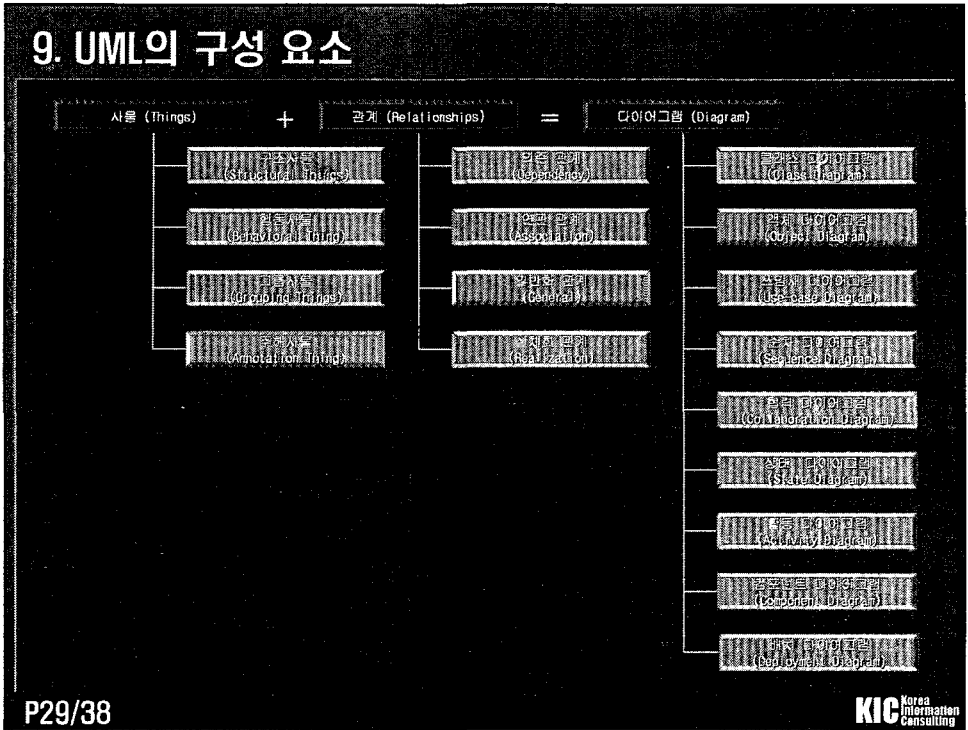 9. UML의 구성 요소
사물 (Things)
+
관계 (Relationships)
=
다이어그램 (Diagram)
구조사물
(Structural Things)
행동사물
(Behavioral Thing)
그룹사물
(Grouping Things)
주해사물
(Annotation Thing)
의존 관계
(Dependency)
연관 관계
(Association)
일반화 관계
(General)
실체화 관계
(Realization)
클래스 다이어그램
(Class Diagram)
객체 다이어그램
(Object Diagram)
쓰임새 다이어그램
(Use-case Diagram)
순차 다이어그램
(Sequence Diagram)
협력 다이어그램
(Collaboration Diagram)
상태 다이어그램
(State Diagram)
활동 다이어그램
(Activity Diagram)
컴포넌트 다이어그램
(Component Diagram)
배치 다이어그램
(Deployment Diagram)
P29/38
KIC Korea
Information
Consulting